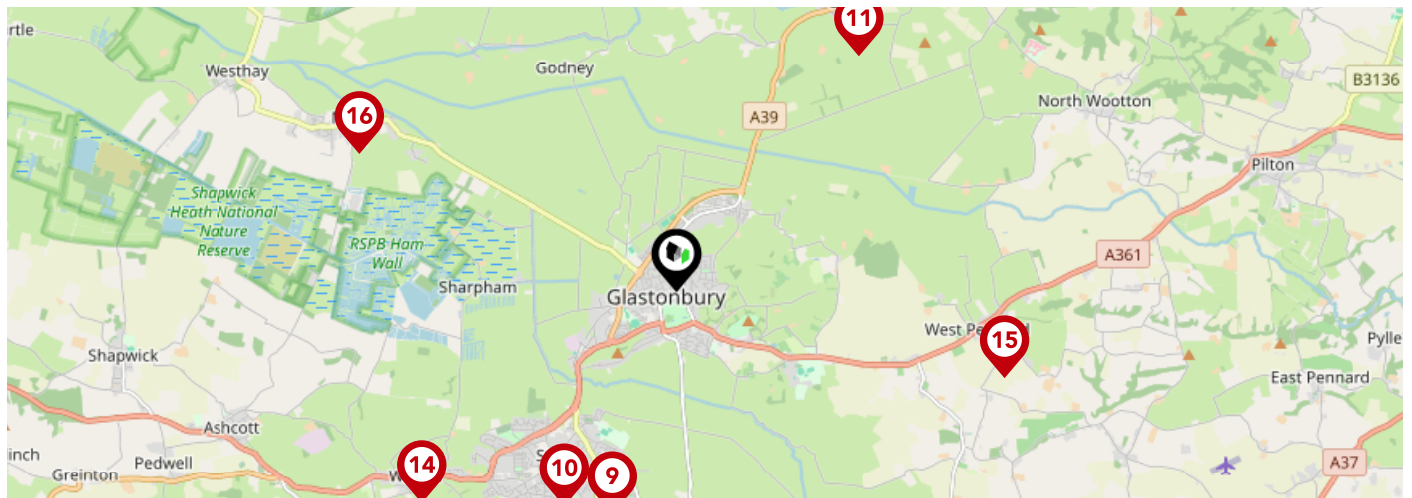 11
rtle
Westhay
Godney
B3136
North Wootton
16
A39
Pilton
Shapwick
Heath National
Nature
Reserve
RSPB Ham
Wall
A361
Sharpham
Glastonbury
West Pe
15
Pylle
Shapwick
East Pennard
Ashcott
inch
Pedwell
Greinton
14
10
9
A37